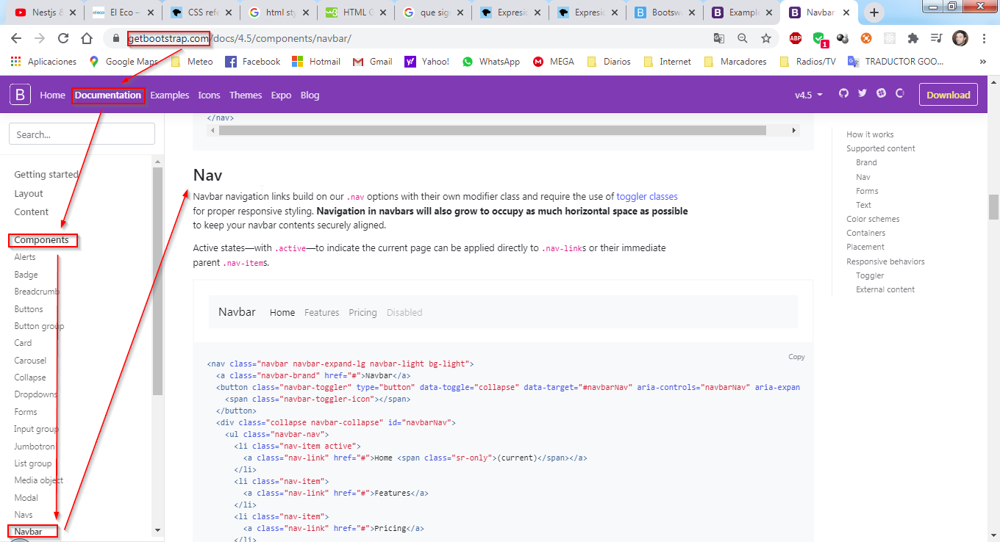 Nestjs &
El Eco –
CSS refe
html sty
HTML G
que sign
Expresic
Expresic
Bootswa
Example
Navbar
getbootstrap.com/docs/4.5/components/navbar/
ABP
1
Aplicaciones
Google Maps
Meteo
Facebook
Hotmail
Gmail
Yahoo!
WhatsApp
MEGA
Diarios
Internet
Marcadores
Radios/TV
TRADUCTOR GOO...
»
B
Home
Documentation
Examples
Icons
Themes
Expo
Blog
v4.5
Download
Search...
Getting started
Layout
Content
Components
Alerts
Badge
Breadcrumb
Buttons
Button group
Card
Carousel
Collapse
Dropdowns
Forms
Input group
Jumbotron
List group
Media object
Modal
Navs
Navbar
</nav>
Nav
Navbar navigation links build on our .nav options with their own modifier class and require the use of toggler classes
for proper responsive styling. Navigation in navbars will also grow to occupy as much horizontal space as possible
to keep your navbar contents securely aligned.
Active states—with .active—to indicate the current page can be applied directly to .nav-links or their immediate
parent .nav-items.
Navbar Home Features Pricing Disabled
Copy
<nav class="navbar navbar-expand-lg navbar-light bg-light">
<a class="navbar-brand" href="#">Navbar</a>
<button class="navbar-toggler" type="button" data-toggle="collapse" data-target="#navbarNav" aria-controls="navbarNav" aria-expan
<span class="navbar-toggler-icon"></span>
</button>
<div class="collapse navbar-collapse" id="navbarNav">
<ul class="navbar-nav">
<li class="nav-item active">
<a class="nav-link" href="#">Home <span class="sr-only">(current)</span></a>
</li>
<li class="nav-item">
<a class="nav-link" href="#">Features</a>
</li>
<li class="nav-item">
<a class="nav-link" href="#">Pricing</a>
</li>
How it works
Supported content
Brand
Nav
Forms
Text
Color schemes
Containers
Placement
Responsive behaviors
Toggler
External content